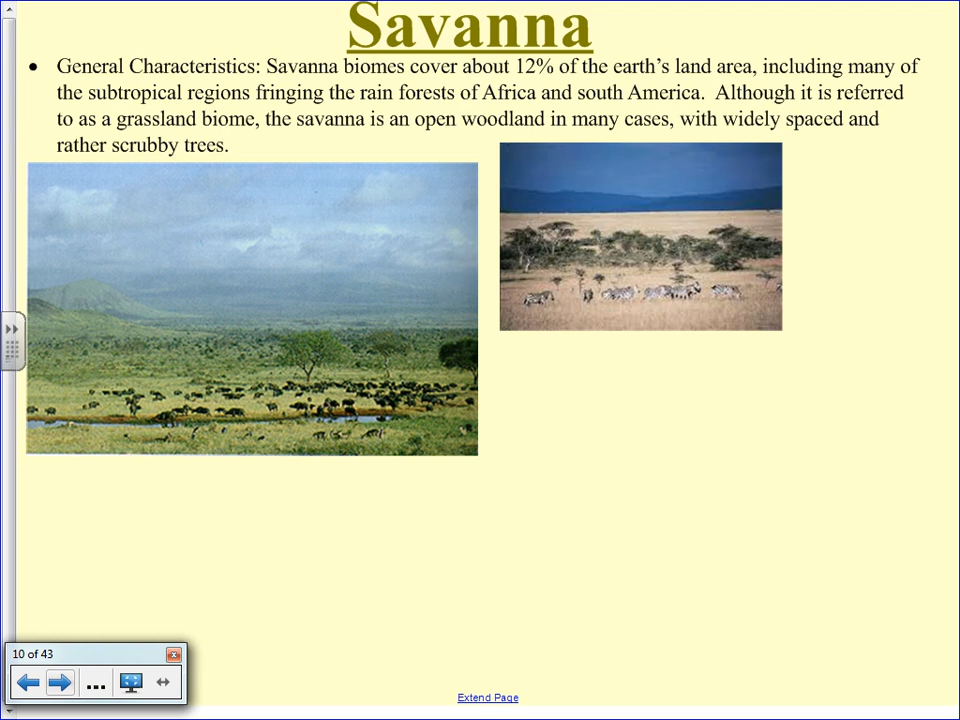 Savanna
• General Characteristics: Savanna biomes cover about 12% of the earth’s land area, including many of
the subtropical regions fringing the rain forests of Africa and south America.  Although it is referred
to as a grassland biome, the savanna is an open woodland in many cases, with widely spaced and
rather scrubby trees.
10 of 43
...
Extend Page